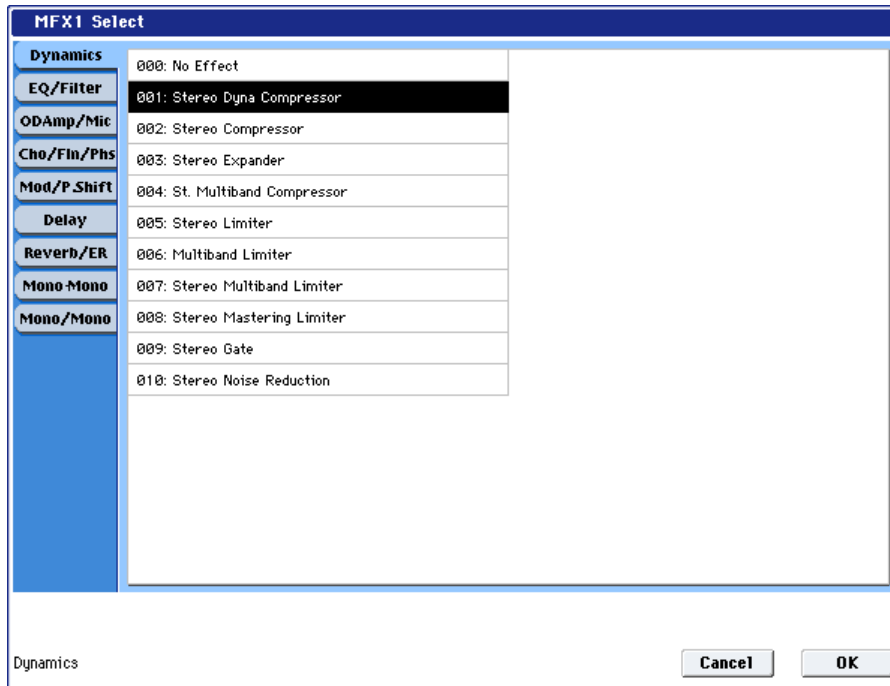 MFX1 Select
Dynamics
EQ/Filter
ODAmp/Mic
Cho/Fln/Phs
Mod/P.Shift
Delay
Reverb/ER
Mono-Mono
Mono/Mono
000: No Effect
001: Stereo Dyna Compressor
002: Stereo Compressor
003: Stereo Expander
004: St. Multiband Compressor
005: Stereo Limiter
006: Multiband Limiter
007: Stereo Multiband Limiter
008: Stereo Mastering Limiter
009: Stereo Gate
010: Stereo Noise Reduction
Dynamics
Cancel
OK